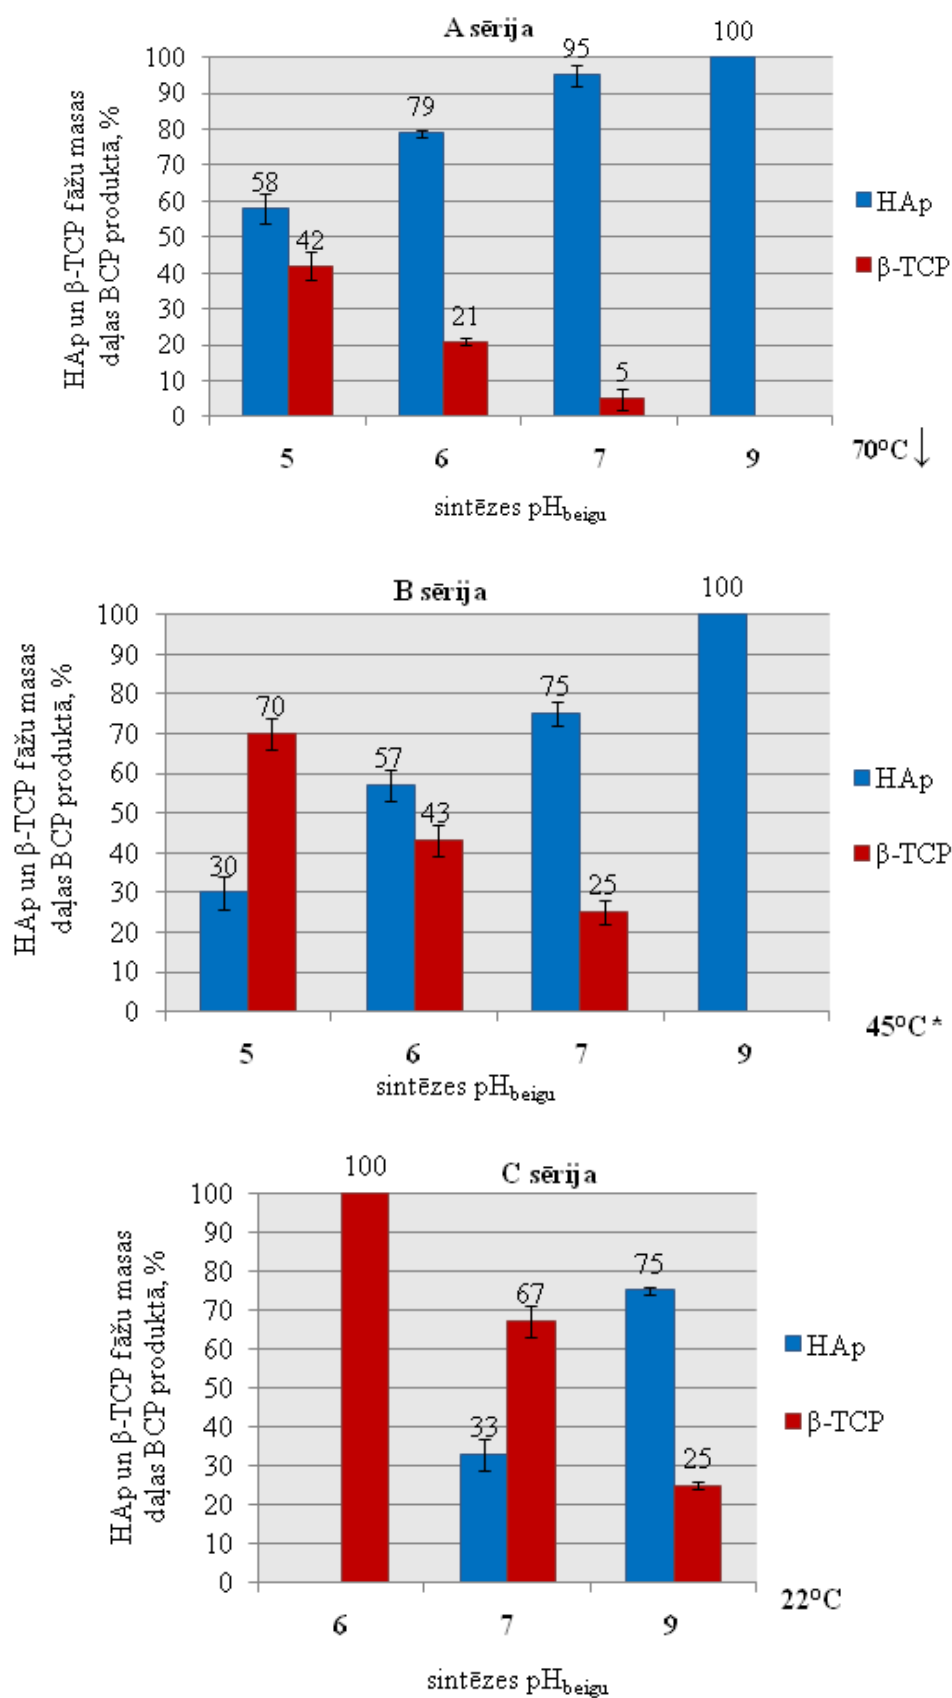 A sērija
HAp un β-TCP fāžu masas
daļas BCP produktā, %
100
90
80
70
60
50
40
30
20
10
0
58
42
79
21
95
5
100
HAp
β-TCP
5 6 7 9
70°C ↓
sintēzes pHbeigu
B sērija
HAp un β-TCP fāžu masas
daļas BCP produktā, %
100
90
80
70
60
50
40
30
20
10
0
30
70
57
43
75
25
100
HAp
β-TCP
5 6 7 9
45°C *
sintēzes pHbeigu
C sērija
HAp un β-TCP fāžu masas
daļas BCP produktā, %
100
90
80
70
60
50
40
30
20
10
0
100
33
67
75
25
HAp
β-TCP
6 7 9
22°C
sintēzes pHbeigu